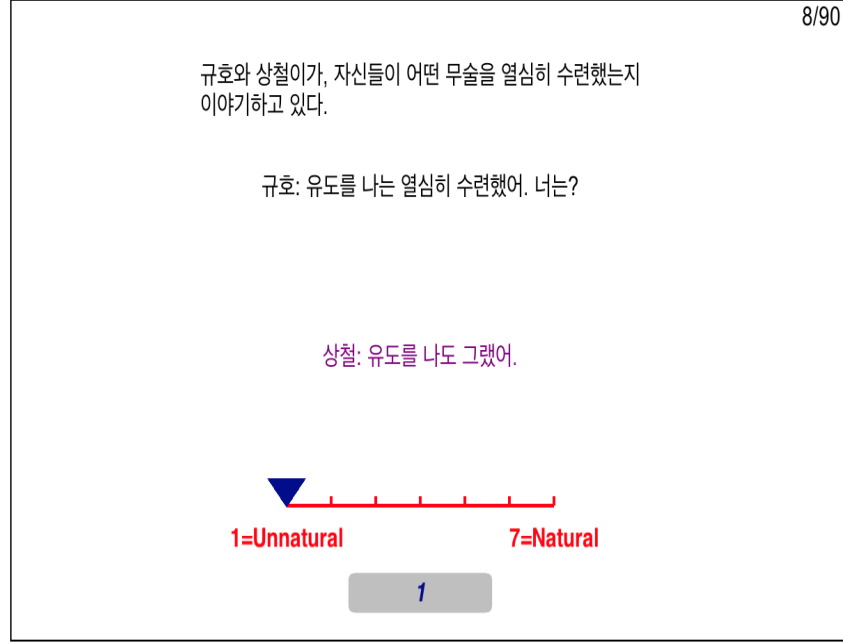 8/90
규호와 상철이가, 자신들이 어떤 무술을 열심히 수련했는지
이야기하고 있다.
규호: 유도를 나는 열심히 수련했어. 너는?
상철: 유도를 나도 그랬어.
1=Unnatural 7=Natural
1